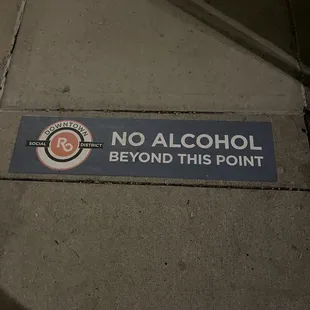 DOWNTOWN
SOCIAL RO DISTRICT
NO ALCOHOL
BEYOND THIS POINT